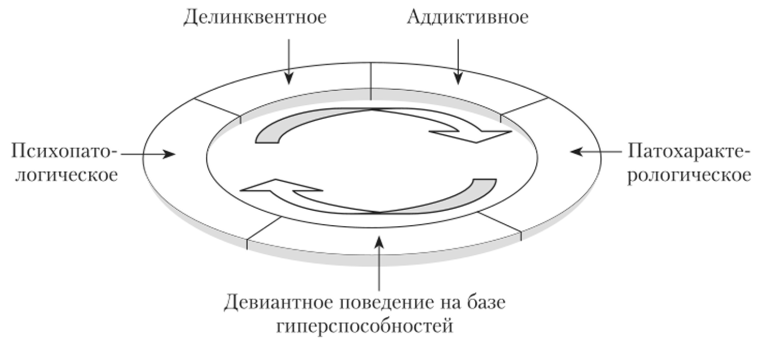 Делинквентное
Аддиктивное
Психопато-
логическое
Патохаракте-
рологическое
Девиантное поведение на базе
гиперспособностей